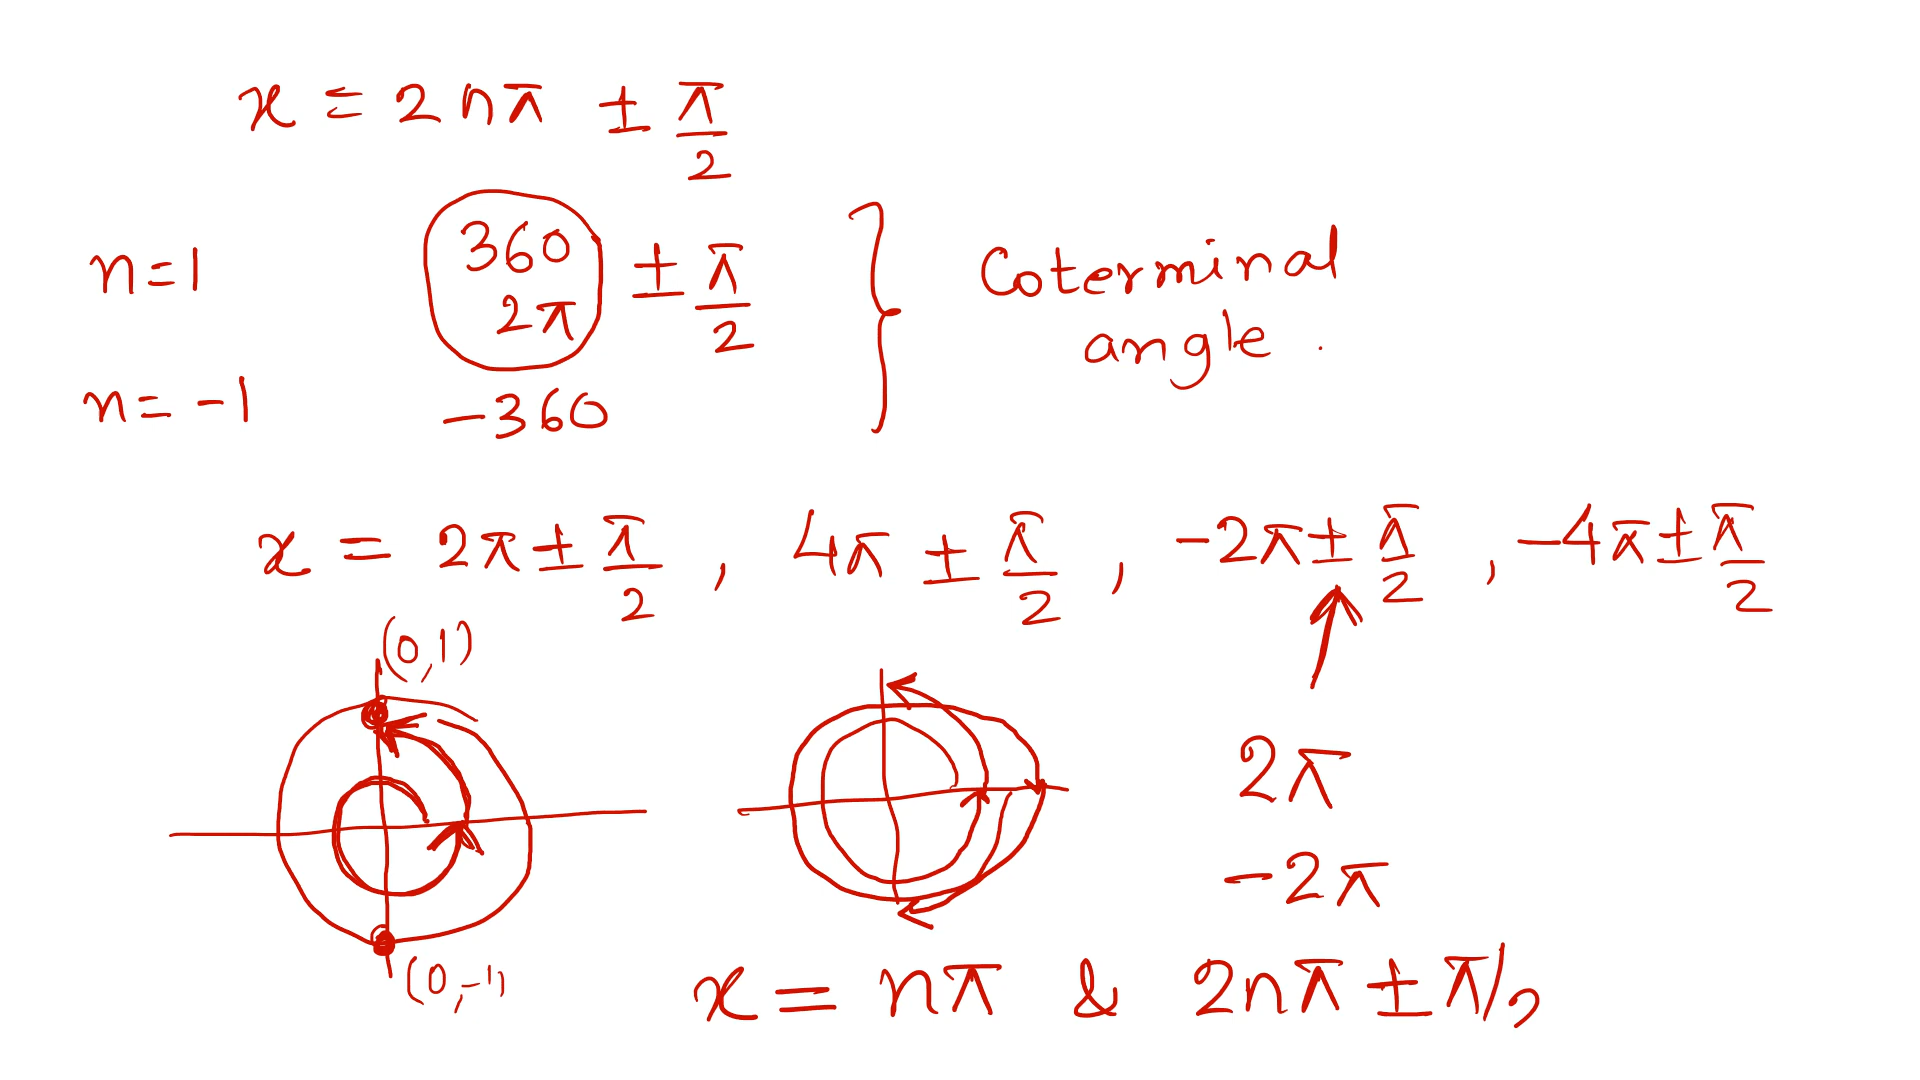 x = 2nπ ± π/2
n=1 360 2π ± π/2
n= -1 -360
Coterminal
angle.
x = 2π ± π/2, 4π ± π/2, -2π ± π/2, -4π ± π/2
(0,1)
2π
-2π
(0,-1)
x = nπ & 2nπ ± π/2